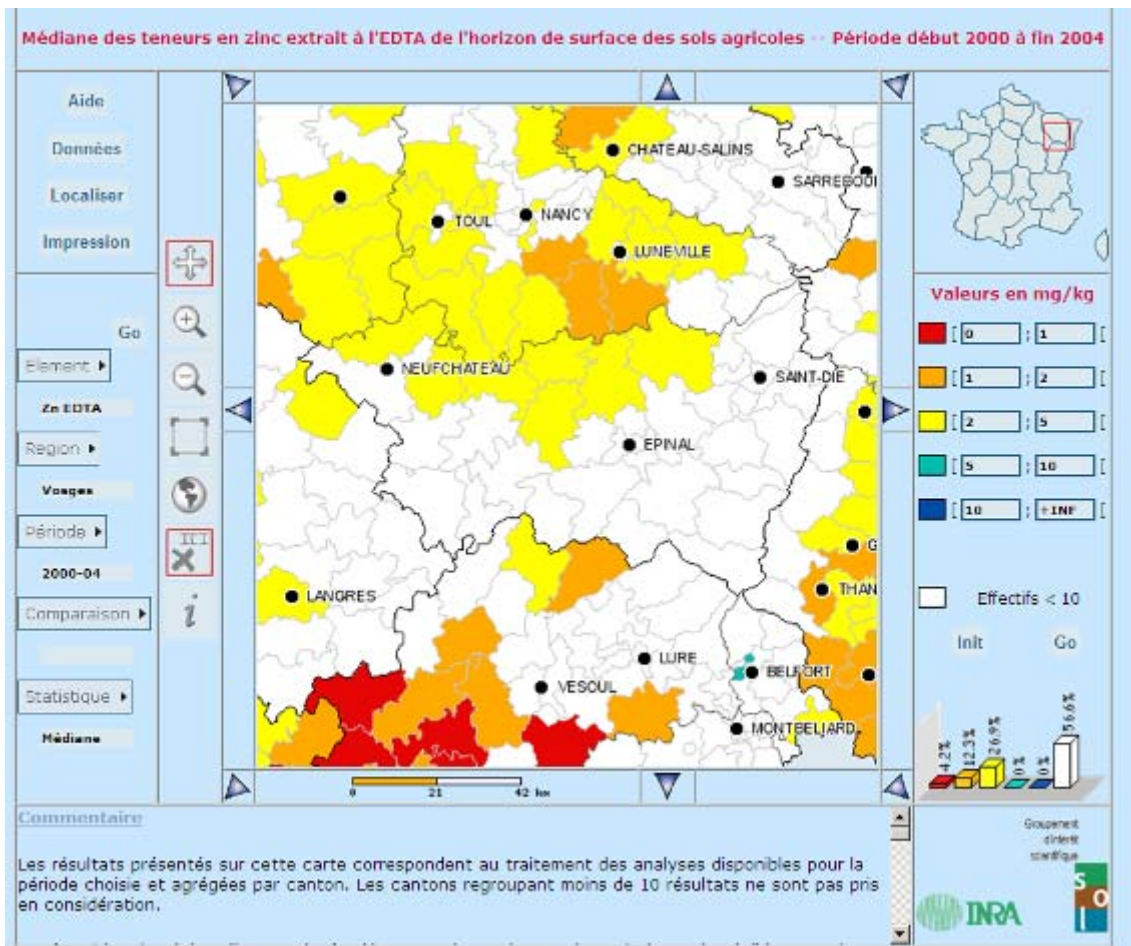 Médiane des teneurs en zinc extrait à l'EDTA de l'horizon de surface des sols agricoles -- Période début 2000 à fin 2004
Aide
Données
Localiser
Impression
Go
Element
Zn EDTA
Region
Vosges
Période
2000-04
Comparaison
Statistique
Médiane
i
CHATEAU-SALINS
SARREBOU
TOUL
NANCY
LUNEVILLE
NEUFCHATEAU
SAINT-DIE
EPINAL
G
LANGRES
THAN
LURE
BELFORT
VESOUL
MONTBELIARD
0 21 42 km
Valeurs en mg/kg
[ 0 ; 1 [
[ 1 ; 2 [
[ 2 ; 5 [
[ 5 ; 10 [
[ 10 ; +INF [
Effectifs < 10
Init Go
4.2% 12.3% 26.9% 0% 0% 56.6%
Commentaire
Les résultats présentés sur cette carte correspondent au traitement des analyses disponibles pour la
période choisie et agrégées par canton. Les cantons regroupant moins de 10 résultats ne sont pas pris
en considération.
Groupement
d'intérêt
scientifique
INRA
SOL